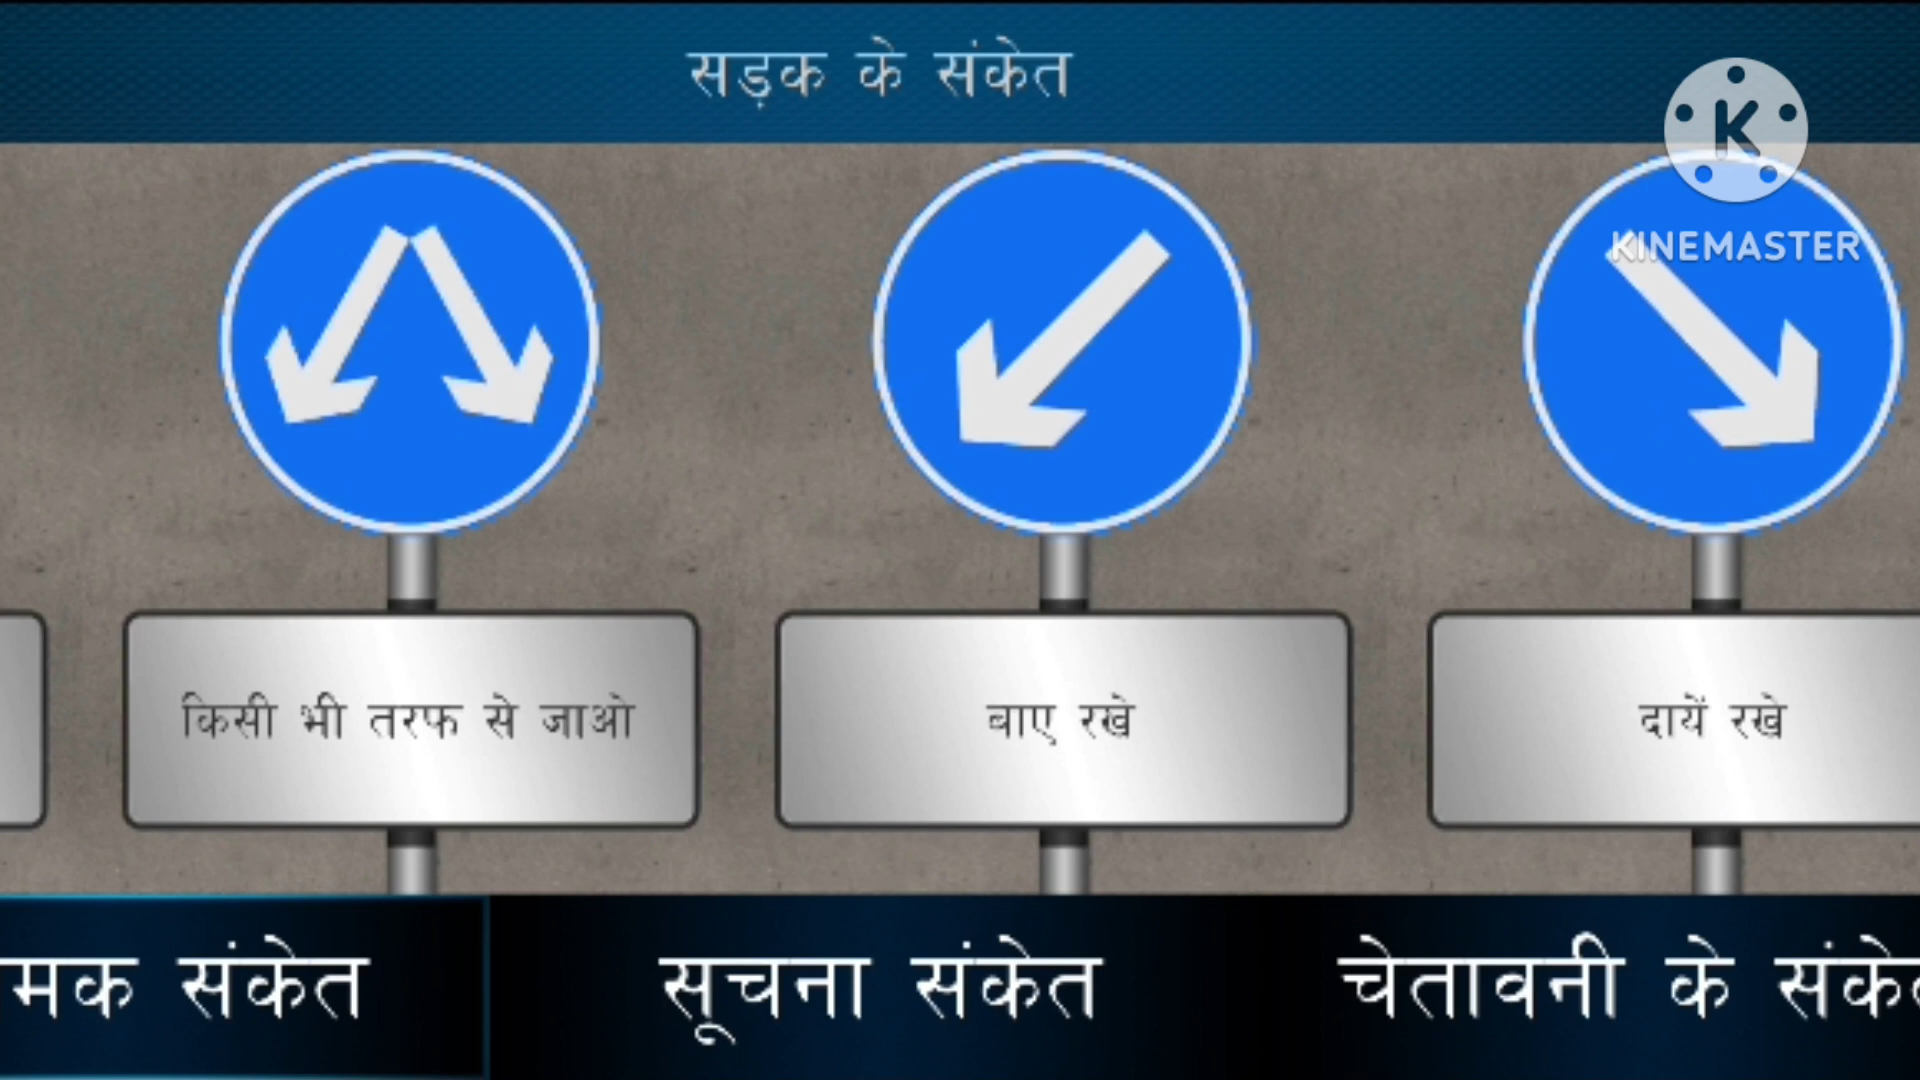 सड़क के संकेत
K
KINEMASTER
किसी भी तरफ से जाओ
बाए रखे
दायें रखे
मक संकेत
सूचना संकेत
चेतावनी के